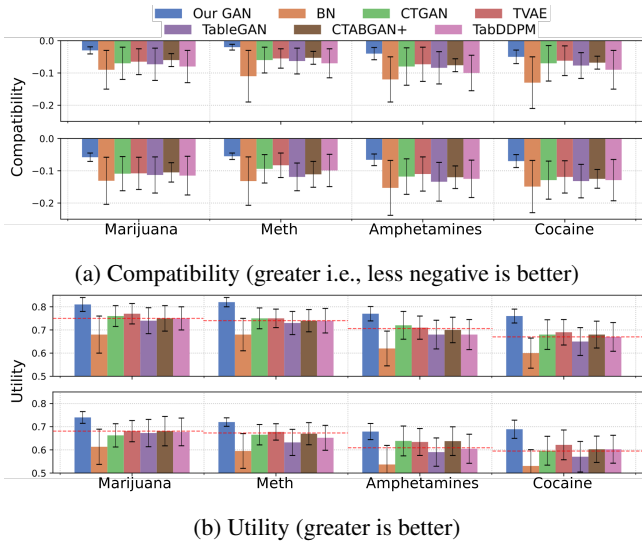 Our GAN BN CTGAN TVAE
TableGAN CTABGAN+ TabDDPM
Compatibility
0.0
−0.1
−0.2
0.0
−0.1
−0.2
Marijuana Meth Amphetamines Cocaine
(a) Compatibility (greater i.e., less negative is better)
Utility
0.8
0.7
0.6
0.5
0.8
0.7
0.6
0.5
Marijuana Meth Amphetamines Cocaine
(b) Utility (greater is better)